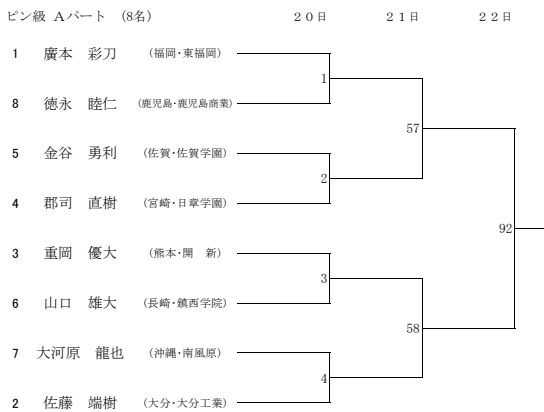 ピン級 Aパート (8名) 20日 21日 22日
1 廣本 彩刀 (福岡・東福岡)
1
8 徳永 睦仁 (鹿児島・鹿児島商業)
57
5 金谷 勇利 (佐賀・佐賀学園)
2
4 郡司 直樹 (宮崎・日章学園)
92
3 重岡 優大 (熊本・開 新)
3
6 山口 雄大 (長崎・鎮西学院)
58
7 大河原 龍也 (沖縄・南風原)
4
2 佐藤 端樹 (大分・大分工業)